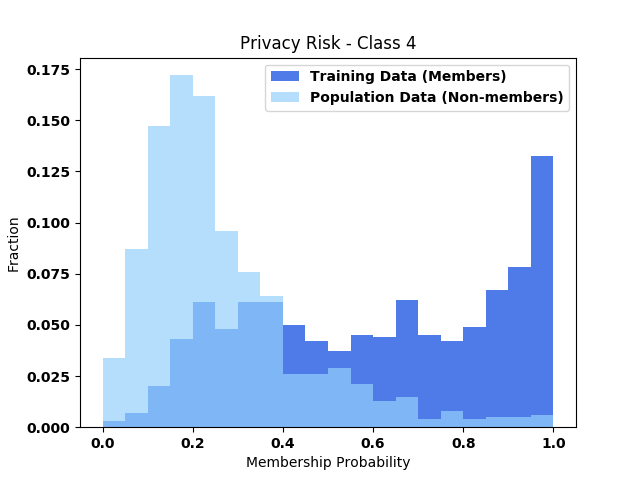 Privacy Risk - Class 4
Training Data (Members)
Population Data (Non-members)
0.175
0.150
0.125
0.100
0.075
0.050
0.025
0.000
Fraction
0.0 0.2 0.4 0.6 0.8 1.0
Membership Probability